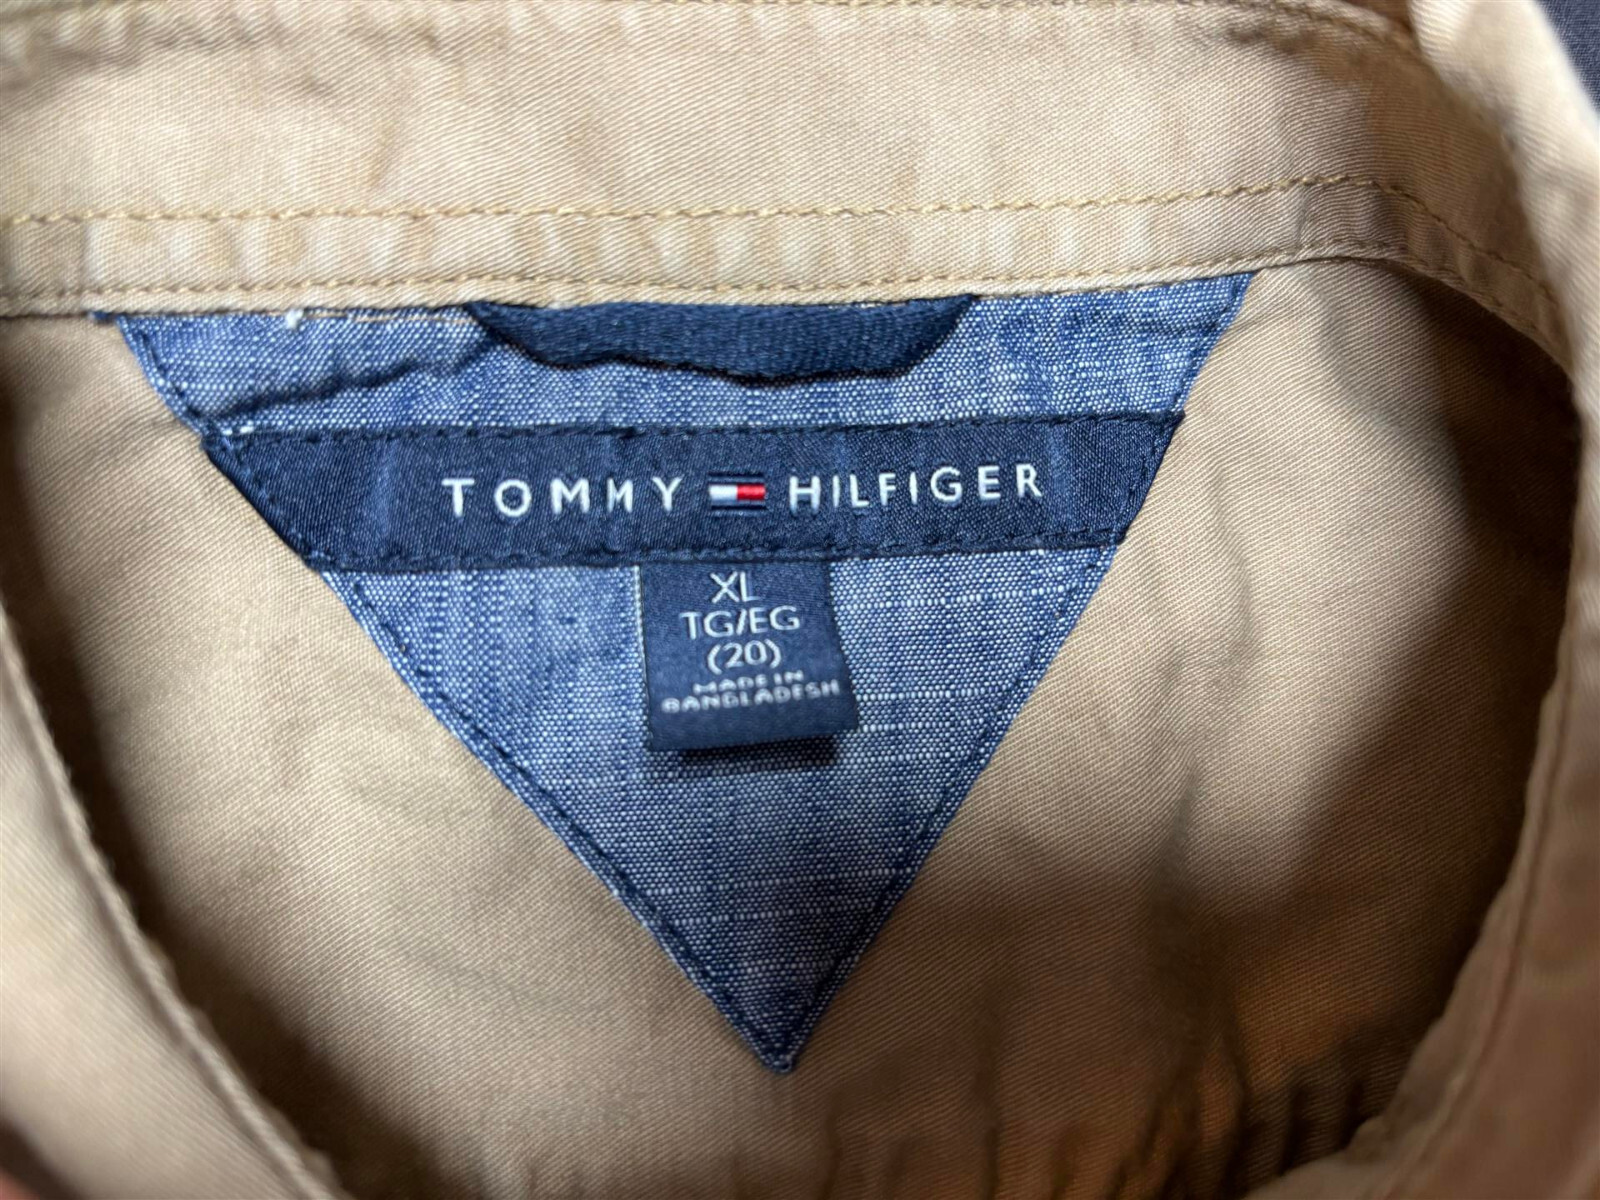 TOMMY HILFIGER
XL
TG/EG
(20)
MADE IN
BANGLADESH